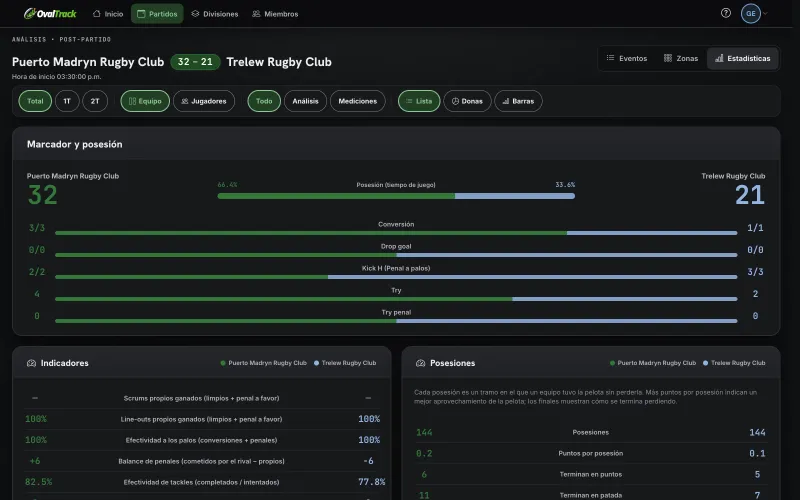 OvalTrack Inicio Partidos Divisiones Miembros GE
ANÁLISIS • POST-PARTIDO
Puerto Madryn Rugby Club 32 – 21 Trelew Rugby Club
Hora de inicio 03:30:00 p.m.
Eventos Zonas Estadísticas
Total 1T 2T Equipo Jugadores Todo Análisis Mediciones Lista Donas Barras
Marcador y posesión
Puerto Madryn Rugby Club Trelew Rugby Club
32 21
66.4% Posesión (tiempo de juego) 33.6%
Conversión
3/3 1/1
Drop goal
0/0 0/0
Kick H (Penal a palos)
2/2 3/3
Try
4 2
Try penal
0 0
Indicadores Puerto Madryn Rugby Club Trelew Rugby Club
— Scrums propios ganados (limpios + penal a favor) —
100% Line-outs propios ganados (limpios + penal a favor) 100%
100% Efectividad a los palos (conversiones + penales) 100%
+6 Balance de penales (cometidos por el rival − propios) -6
82.5% Efectividad de tackles (completados / intentados) 77.8%
Posesiones Puerto Madryn Rugby Club Trelew Rugby Club
Cada posesión es un tramo en el que un equipo tuvo la pelota sin perderla. Más puntos por posesión indican un
mejor aprovechamiento de la pelota; los finales muestran cómo se termina perdiendo.
144 Posesiones 144
0.2 Puntos por posesión 0.1
6 Terminan en puntos 5
11 Terminan en patada 7